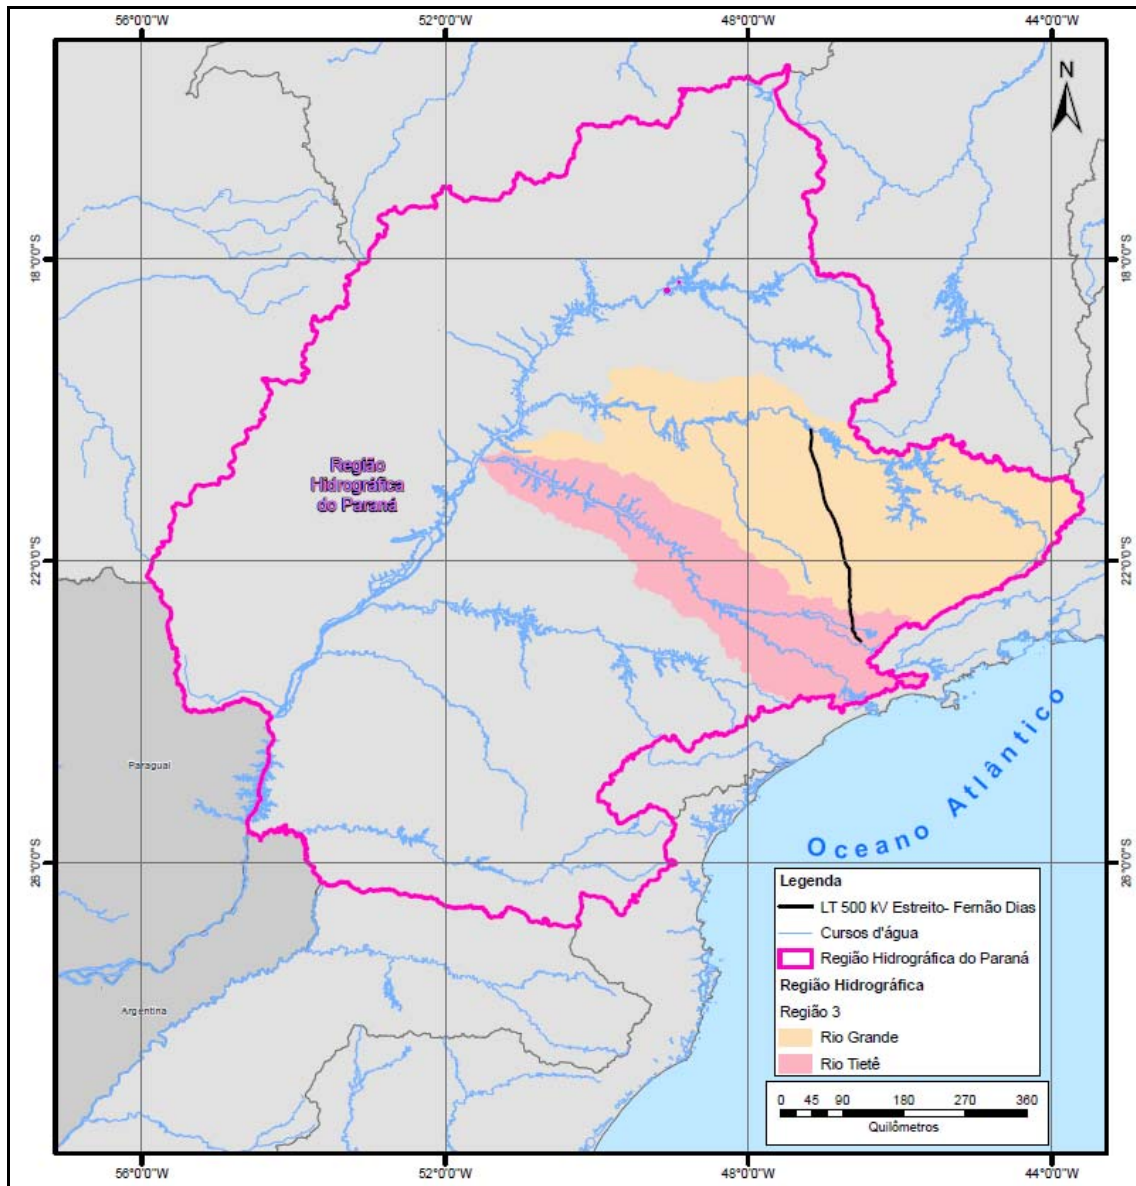 56°0'0"W
52°0'0"W
48°0'0"W
44°0'0"W
N
18°0'0"S
18°0'0"S
Região
Hidrográfica
do Paraná
22°0'0"S
22°0'0"S
Paraguai
Oceano Atlântico
26°0'0"S
26°0'0"S
Argentina
Legenda
LT 500 kV Estreito- Fernão Dias
Cursos d'água
Região Hidrográfica do Paraná
Região Hidrográfica
Região 3
Rio Grande
Rio Tietê
0 45 90 180 270 360
Quilômetros
56°0'0"W
52°0'0"W
48°0'0"W
44°0'0"W